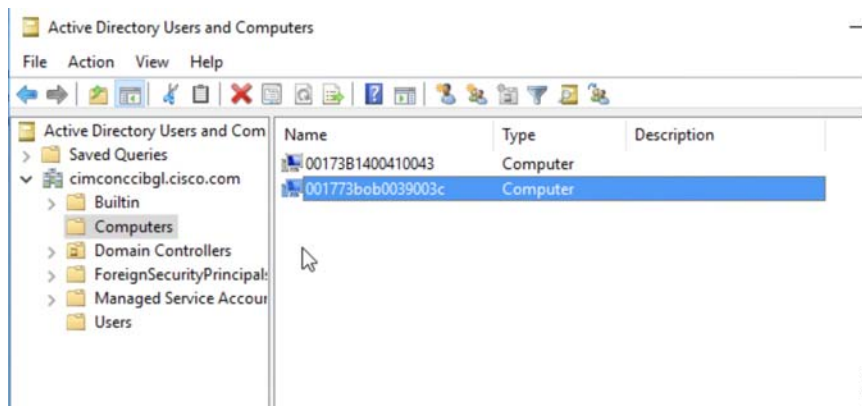 Active Directory Users and Computers
File Action View Help
Active Directory Users and Com
Saved Queries
cimconccibgl.cisco.com
Builtin
Computers
Domain Controllers
ForeignSecurityPrincipals
Managed Service Accour
Users
Name Type Description
00173B1400410043 Computer
001773bob0039003c Computer